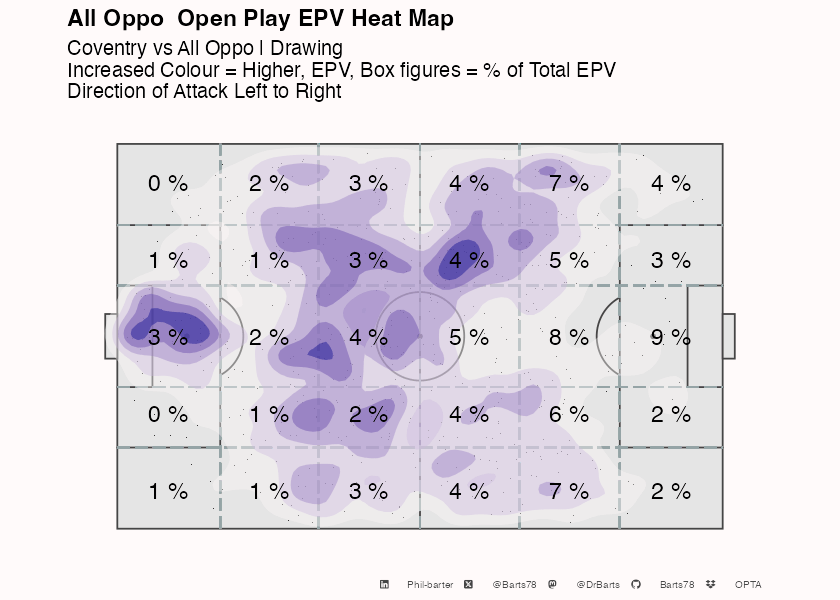 All Oppo  Open Play EPV Heat Map
Coventry vs All Oppo | Drawing
Increased Colour = Higher, EPV, Box figures = % of Total EPV
Direction of Attack Left to Right
0 % 2 % 3 % 4 % 7 % 4 %
1 % 1 % 3 % 4 % 5 % 3 %
3 % 2 % 4 % 5 % 8 % 9 %
0 % 1 % 2 % 4 % 6 % 2 %
1 % 1 % 3 % 4 % 7 % 2 %
Phil-barter @Barts78 @DrBarts Barts78 OPTA